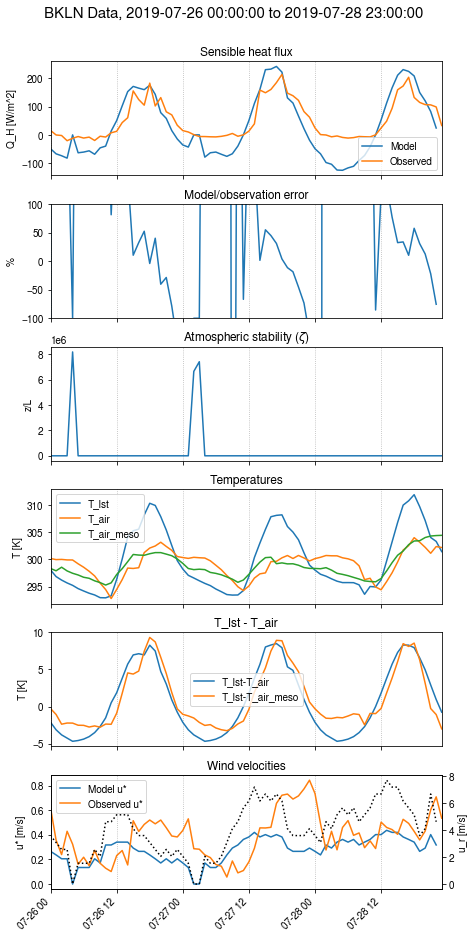 BKLN Data, 2019-07-26 00:00:00 to 2019-07-28 23:00:00
Sensible heat flux
Q_H [W/m^2]
200
100
0
−100
Model
Observed
Model/observation error
%
100
50
0
−50
−100
Atmospheric stability (ζ)
1e6
z/L
8
6
4
2
0
Temperatures
T [K]
310
305
300
295
T_lst
T_air
T_air_meso
T_lst - T_air
T [K]
10
5
0
−5
T_lst-T_air
T_lst-T_air_meso
Wind velocities
u* [m/s]
0.8
0.6
0.4
0.2
0.0
Model u*
Observed u*
8
6
4
2
0
u_r [m/s]
07-26 00
07-26 12
07-27 00
07-27 12
07-28 00
07-28 12